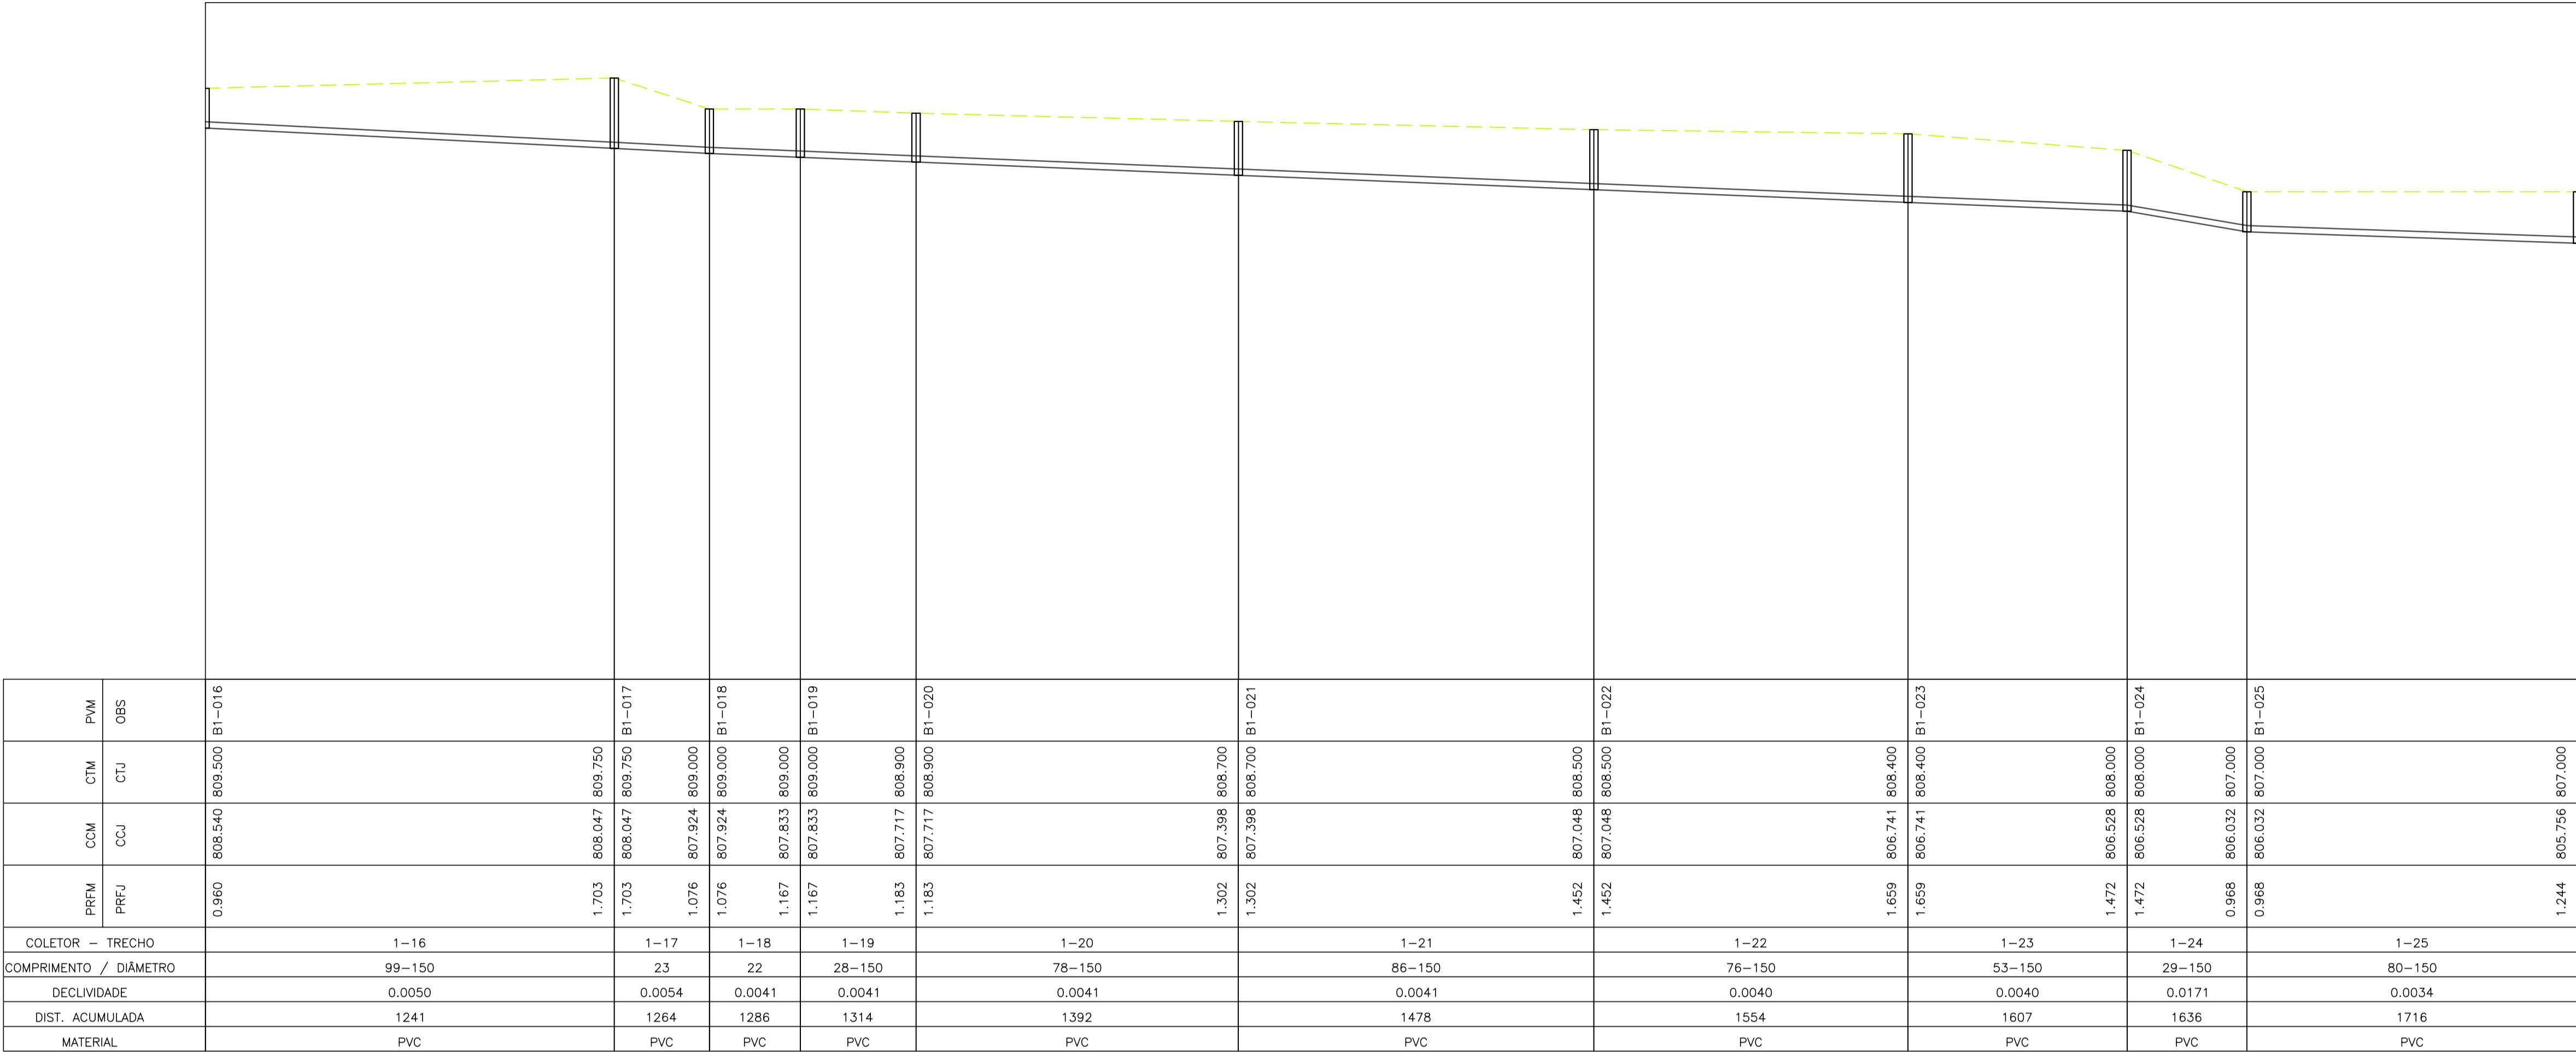 PVM OBS B1-016 B1-017 B1-018 B1-019 B1-020 B1-021 B1-022 B1-023 B1-024 B1-025
CTM CTJ 809.500 809.750 809.750 809.000 809.000 809.000 809.000 808.900 808.900 808.700 808.700 808.500 808.500 808.400 808.400 808.000 808.000 807.000 807.000 807.000
CCM CCJ 808.540 808.047 808.047 807.924 807.924 807.833 807.833 807.717 807.717 807.398 807.398 807.048 807.048 806.741 806.741 806.528 806.528 806.032 806.032 805.756
PRFM PRFJ 0.960 1.703 1.703 1.076 1.076 1.167 1.167 1.183 1.183 1.302 1.302 1.452 1.452 1.659 1.659 1.472 1.472 0.968 0.968 1.244
COLETOR - TRECHO 1-16 1-17 1-18 1-19 1-20 1-21 1-22 1-23 1-24 1-25
COMPRIMENTO / DIÂMETRO 99-150 23 22 28-150 78-150 86-150 76-150 53-150 29-150 80-150
DECLIVIDADE 0.0050 0.0054 0.0041 0.0041 0.0041 0.0041 0.0040 0.0040 0.0171 0.0034
DIST. ACUMULADA 1241 1264 1286 1314 1392 1478 1554 1607 1636 1716
MATERIAL PVC PVC PVC PVC PVC PVC PVC PVC PVC PVC